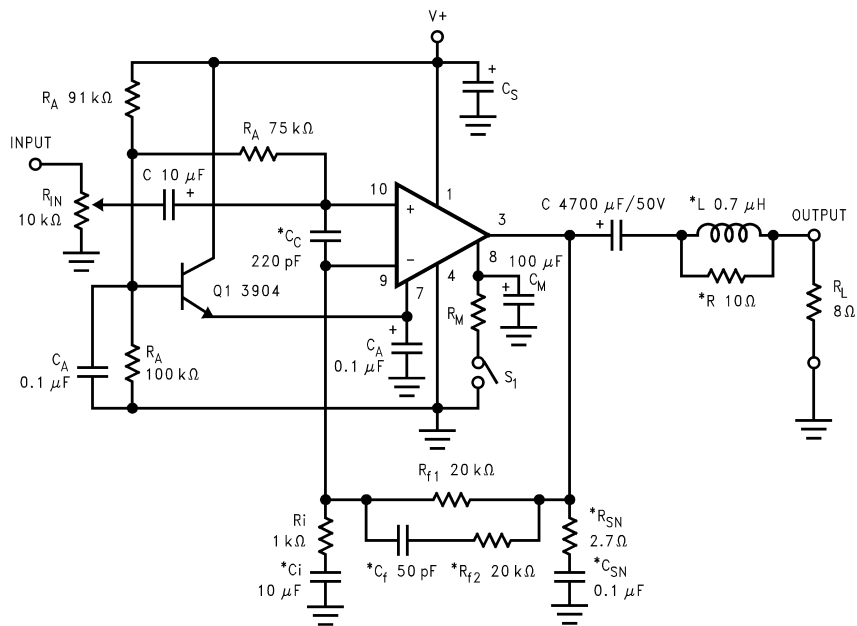 V+
+
C_S
R_A 91 kΩ
R_A 75 kΩ
INPUT
C 10 μF
+
R_IN
10 kΩ
10
+
1
*C_C
220 pF
−
9
7
4
3
8
C 4700 μF/50V
+
*L 0.7 μH
OUTPUT
*R 10Ω
R_L
8Ω
100 μF
C_M
+
R_M
Q1 3904
S_1
C_A
0.1 μF
R_A
100 kΩ
+
C_A
0.1 μF
R_f1 20 kΩ
Ri
1 kΩ
*Ci
10 μF
*C_f 50 pF
*R_f2 20 kΩ
*R_SN
2.7Ω
*C_SN
0.1 μF